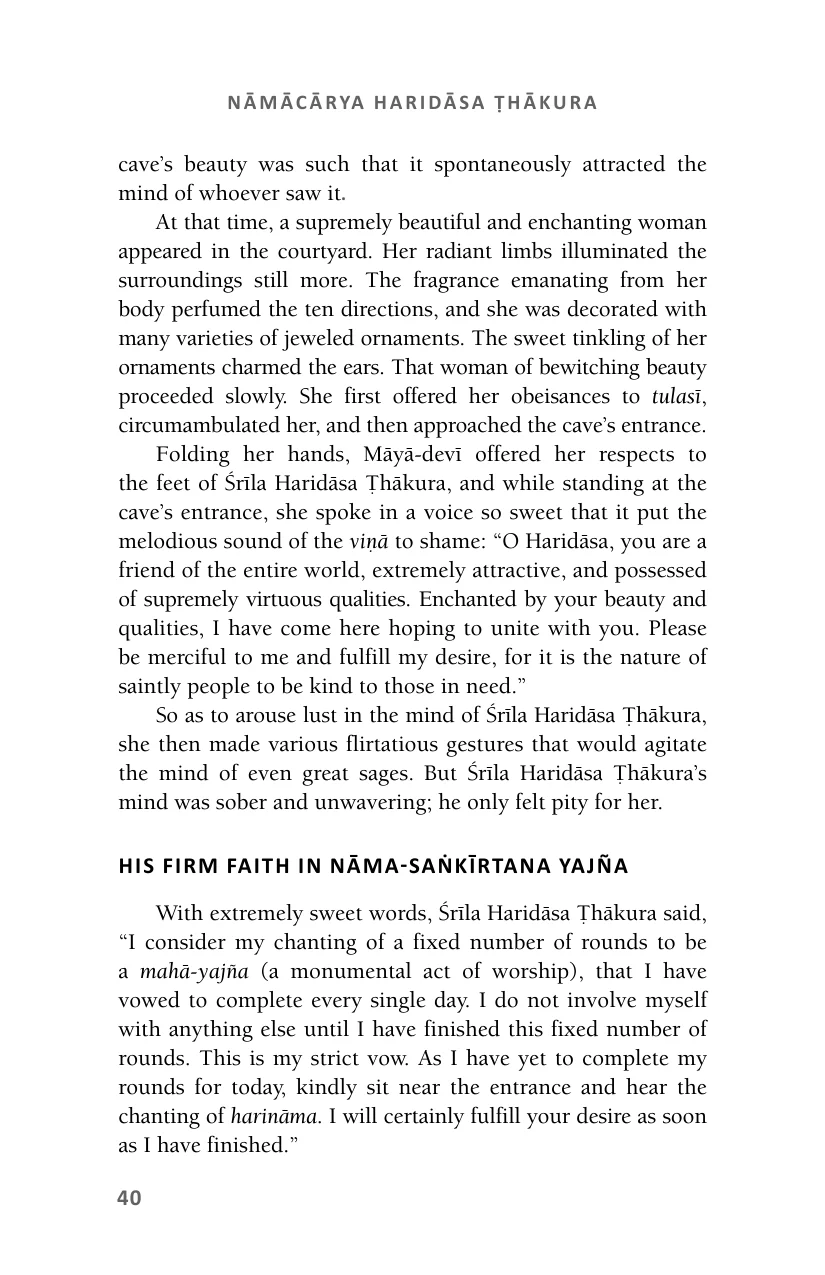 NĀMĀCĀRYA HARIDĀSA ṬHĀKURA
cave’s beauty was such that it spontaneously attracted the
mind of whoever saw it.
At that time, a supremely beautiful and enchanting woman
appeared in the courtyard. Her radiant limbs illuminated the
surroundings still more. The fragrance emanating from her
body perfumed the ten directions, and she was decorated with
many varieties of jeweled ornaments. The sweet tinkling of her
ornaments charmed the ears. That woman of bewitching beauty
proceeded slowly. She first offered her obeisances to tulasī,
circumambulated her, and then approached the cave’s entrance.
Folding her hands, Māyā-devī offered her respects to
the feet of Śrīla Haridāsa Ṭhākura, and while standing at the
cave’s entrance, she spoke in a voice so sweet that it put the
melodious sound of the viṇā to shame: “O Haridāsa, you are a
friend of the entire world, extremely attractive, and possessed
of supremely virtuous qualities. Enchanted by your beauty and
qualities, I have come here hoping to unite with you. Please
be merciful to me and fulfill my desire, for it is the nature of
saintly people to be kind to those in need.”
So as to arouse lust in the mind of Śrīla Haridāsa Ṭhākura,
she then made various flirtatious gestures that would agitate
the mind of even great sages. But Śrīla Haridāsa Ṭhākura’s
mind was sober and unwavering; he only felt pity for her.
HIS FIRM FAITH IN NĀMA-SAṄKĪRTANA YAJÑA
With extremely sweet words, Śrīla Haridāsa Ṭhākura said,
“I consider my chanting of a fixed number of rounds to be
a mahā-yajña (a monumental act of worship), that I have
vowed to complete every single day. I do not involve myself
with anything else until I have finished this fixed number of
rounds. This is my strict vow. As I have yet to complete my
rounds for today, kindly sit near the entrance and hear the
chanting of harināma. I will certainly fulfill your desire as soon
as I have finished.”
40